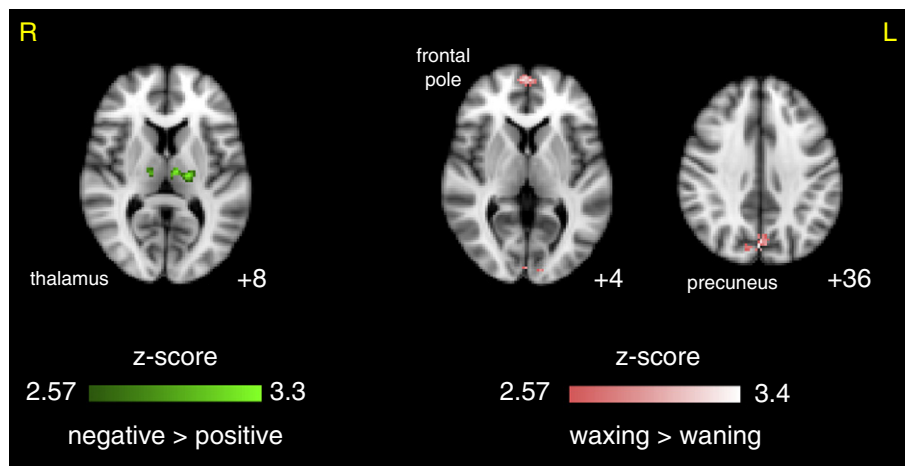 R
L
frontal
pole
thalamus
+8
+4
precuneus
+36
z-score
2.57
3.3
negative > positive
z-score
2.57
3.4
waxing > waning